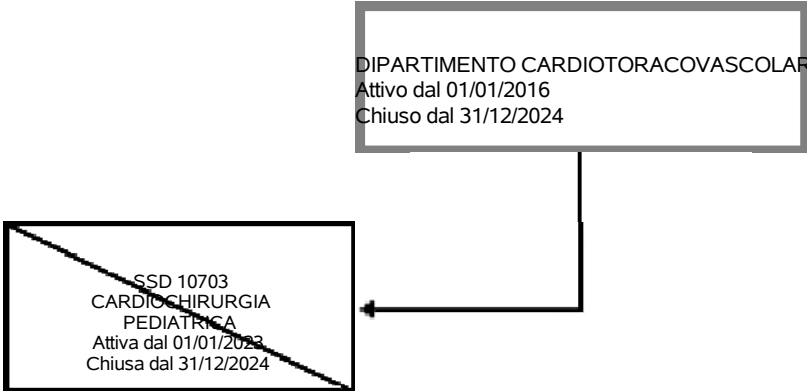 DIPARTIMENTO CARDIOTORACOVASCOLAR
Attivo dal 01/01/2016
Chiuso dal 31/12/2024
SSD 10703
CARDIOCHIRURGIA
PEDIATRICA
Attiva dal 01/01/2023
Chiusa dal 31/12/2024